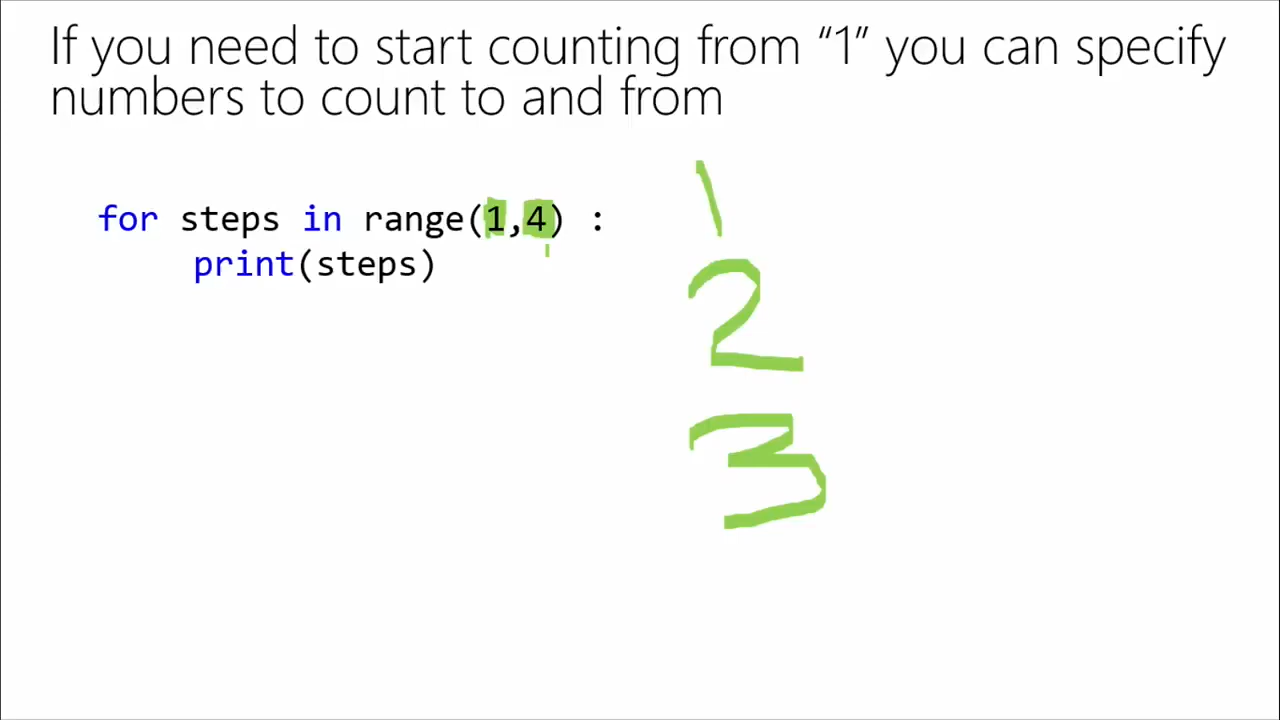 If you need to start counting from “1” you can specify
numbers to count to and from
for steps in range(1,4) :
print(steps)
1
2
3